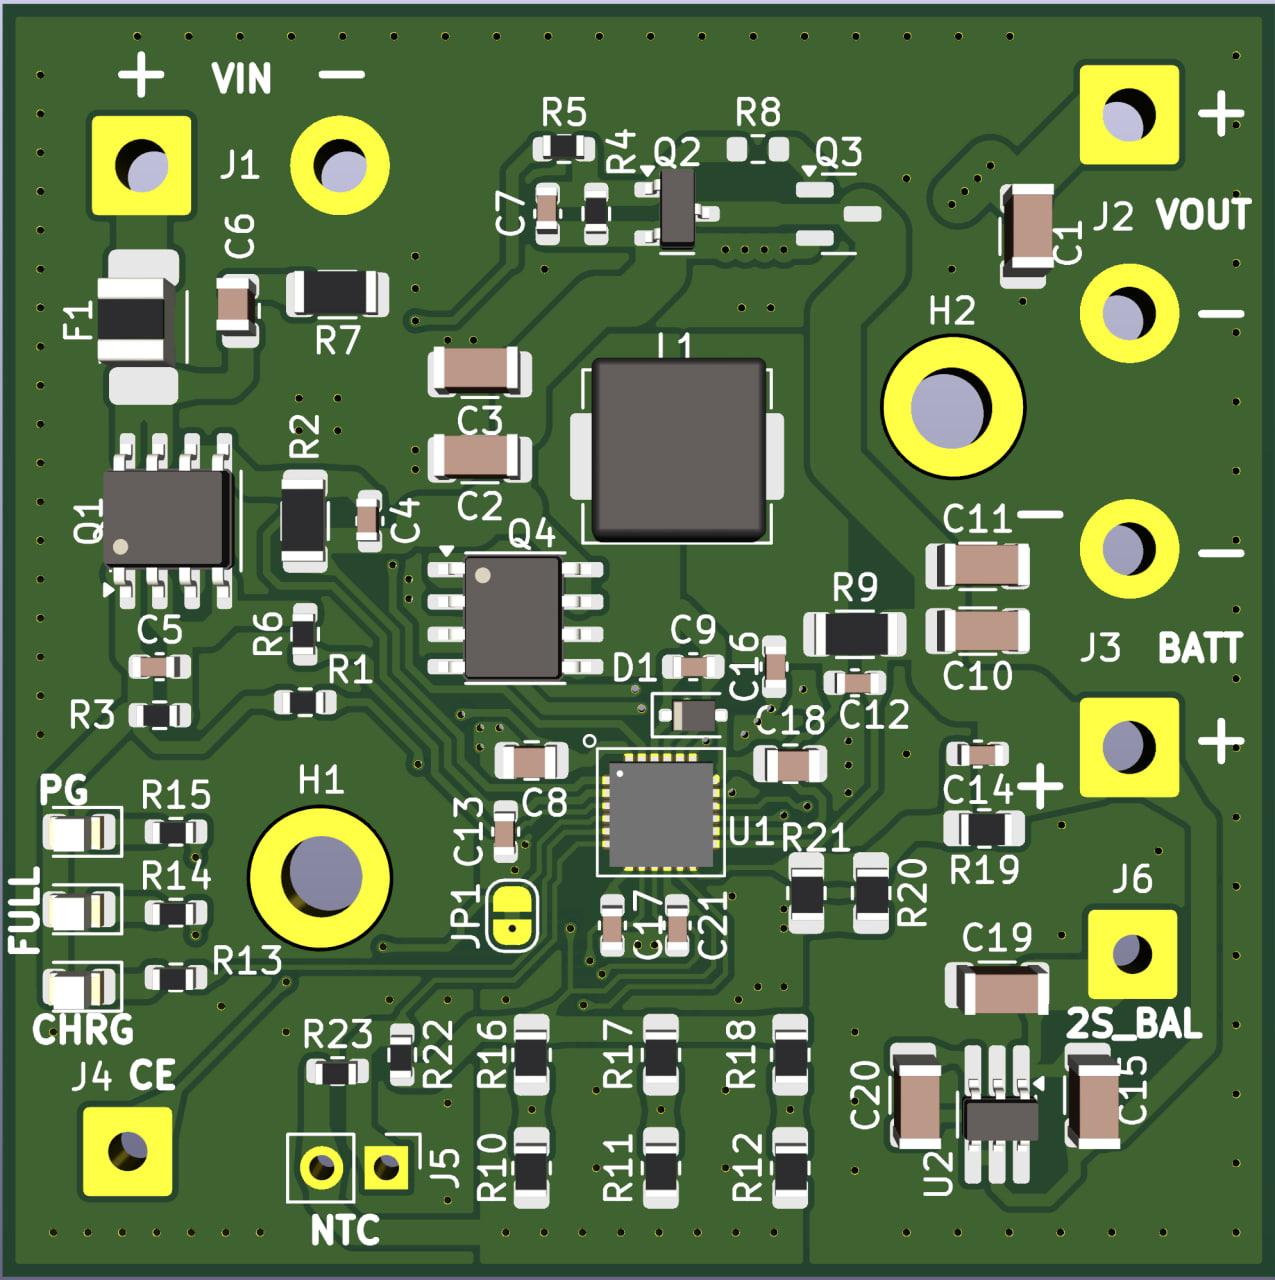 + VIN −
J1
R5
R8
R4
Q2
Q3
+
J2
VOUT
C7
C6
C1
F1
R7
−
H2
L1
C3
R2
C2
C4
Q1
Q4
C11
−
−
R9
C5
R6
C9
D1
C16
J3
BATT
C10
R1
R3
C12
C18
+
PG
R15
H1
C8
C13
U1
C14
+
R21
R19
R14
FULL
JP1
C17
C21
R20
J6
R13
C19
CHRG
2S_BAL
R23
R22
R16
R17
R18
J4
CE
C20
C15
J5
R10
R11
R12
U2
NTC